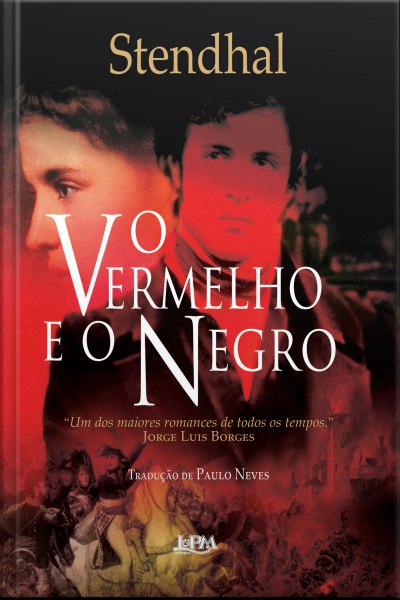 Stendhal
O
VERMELHO
E O NEGRO
“Um dos maiores romances de todos os tempos.”
JORGE LUIS BORGES
TRADUÇÃO DE PAULO NEVES
L&PM